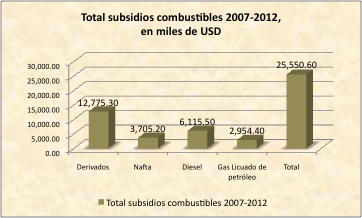 Total subsidios combustibles 2007-2012,
en miles de USD
30,000.00
25,000.00
20,000.00
15,000.00
10,000.00
5,000.00
0.00
12,775.30
3,705.20
6,115.50
2,954.40
25,550.60
Derivados Nafta Diesel Gas Licuado de Total
petróleo
Total subsidios combustibles 2007-2012